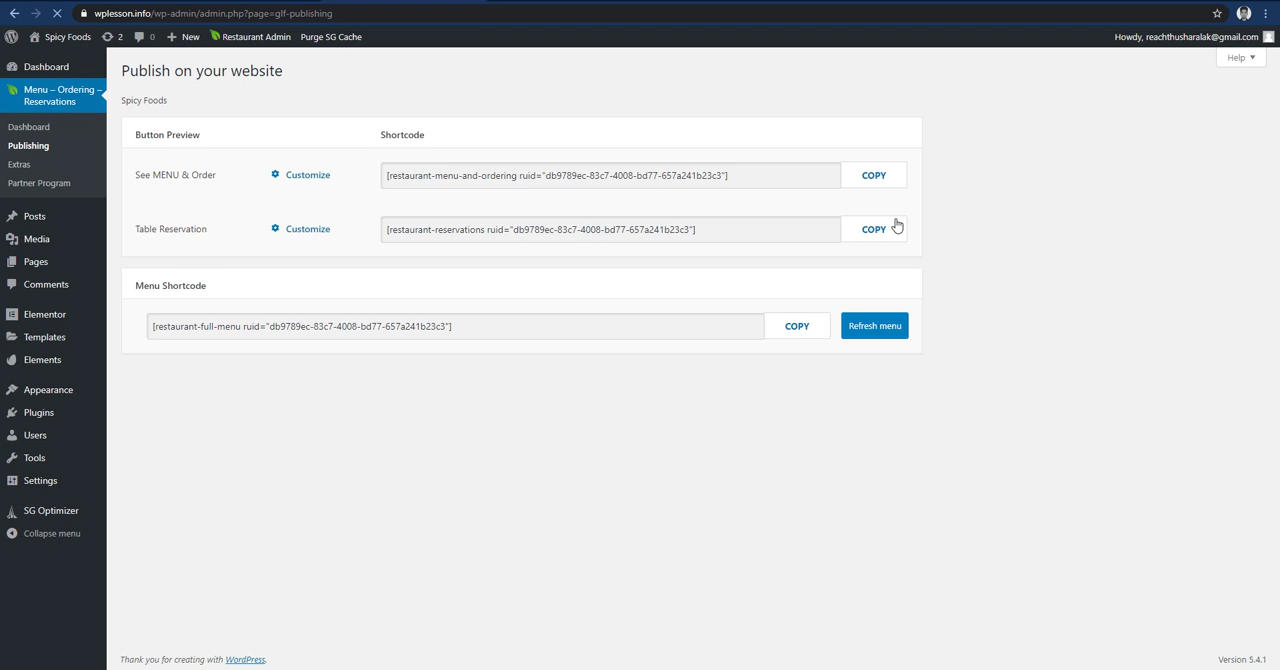 wplesson.info/wp-admin/admin.php?page=glf-publishing
Spicy Foods 2 0 New Restaurant Admin Purge SG Cache Howdy, reachthusharalak@gmail.com
Help
Dashboard
Menu – Ordering –
Reservations
Dashboard
Publishing
Extras
Partner Program
Posts
Media
Pages
Comments
Elementor
Templates
Elements
Appearance
Plugins
Users
Tools
Settings
SG Optimizer
Collapse menu
Publish on your website
Spicy Foods
Button Preview Shortcode
See MENU & Order Customize [restaurant-menu-and-ordering ruid="db9789ec-83c7-4008-bd77-657a241b23c3"] COPY
Table Reservation Customize [restaurant-reservations ruid="db9789ec-83c7-4008-bd77-657a241b23c3"] COPY
Menu Shortcode
[restaurant-full-menu ruid="db9789ec-83c7-4008-bd77-657a241b23c3"] COPY Refresh menu
Thank you for creating with WordPress. Version 5.4.1